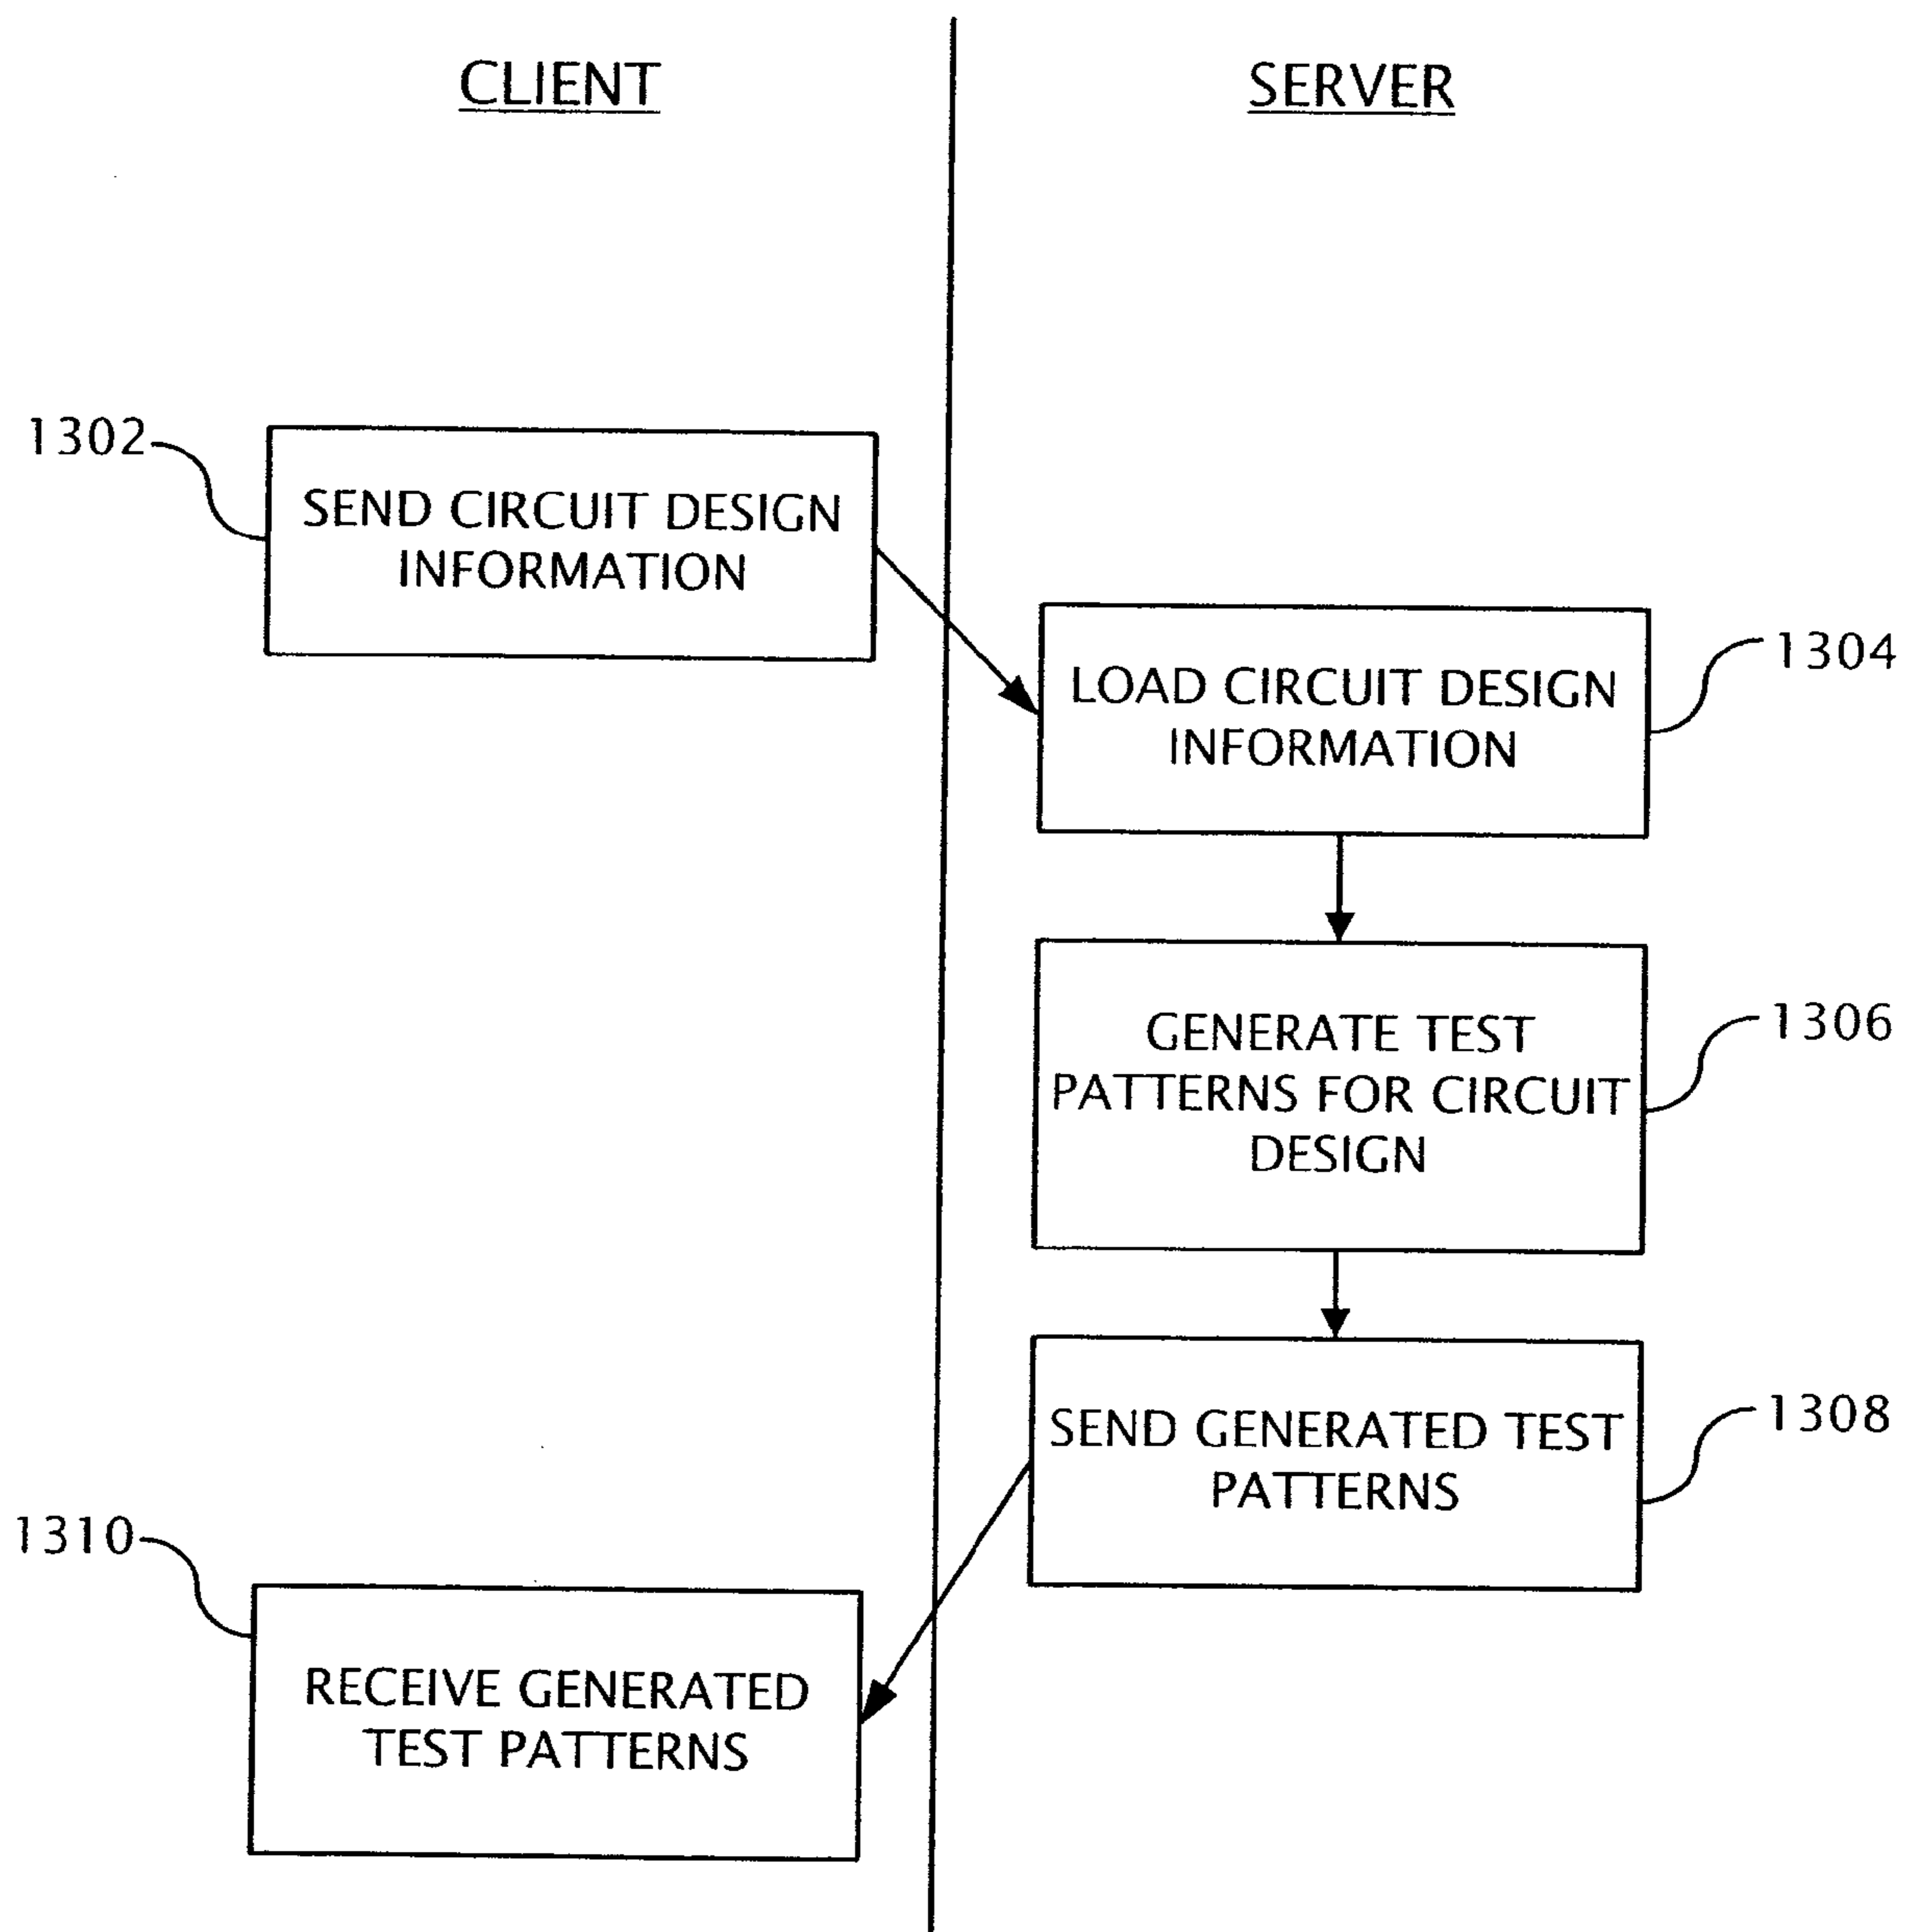 CLIENT
SERVER
1302
SEND CIRCUIT DESIGN
INFORMATION
1304
LOAD CIRCUIT DESIGN
INFORMATION
1306
GENERATE TEST
PATTERNS FOR CIRCUIT
DESIGN
1308
SEND GENERATED TEST
PATTERNS
1310
RECEIVE GENERATED
TEST PATTERNS